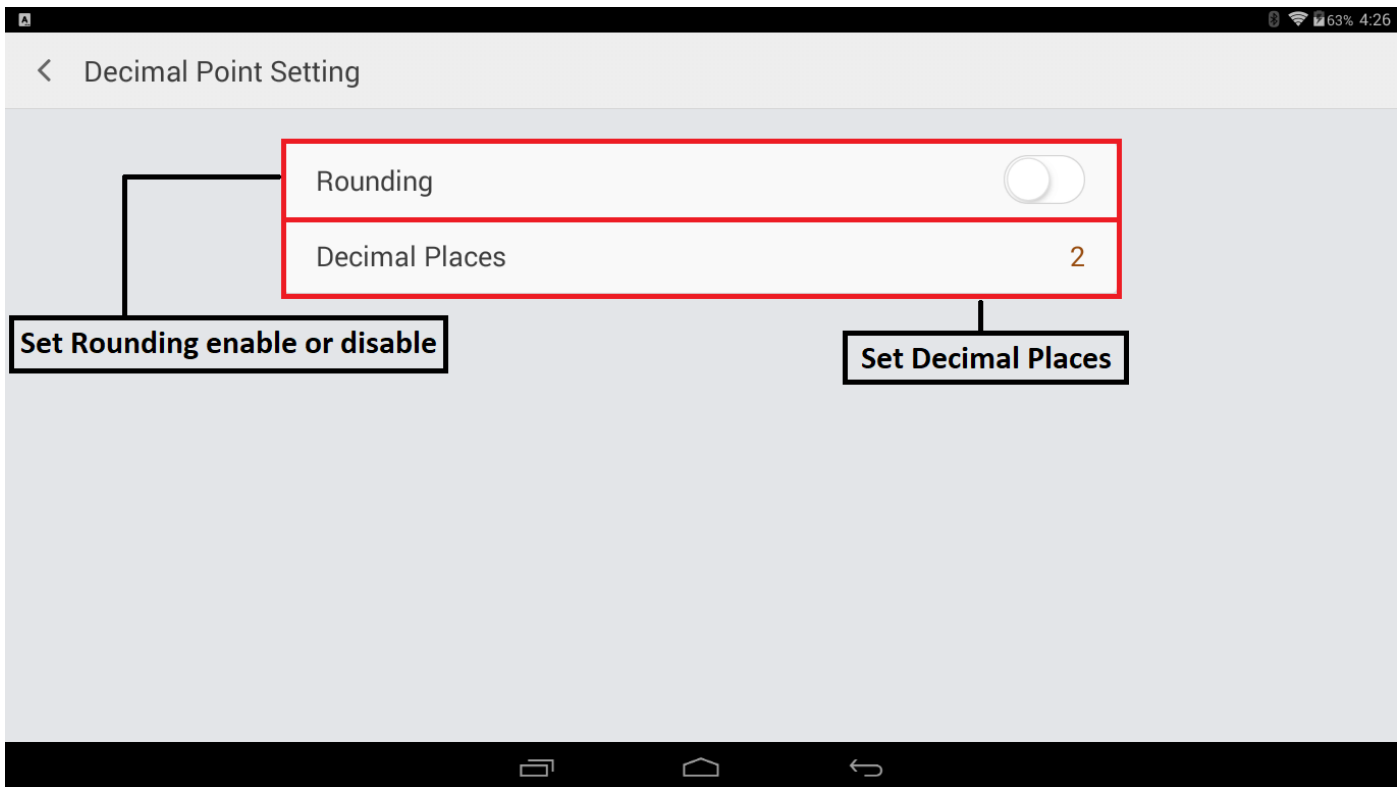 A
63% 4:26
Decimal Point Setting
Rounding
Decimal Places 2
Set Rounding enable or disable
Set Decimal Places